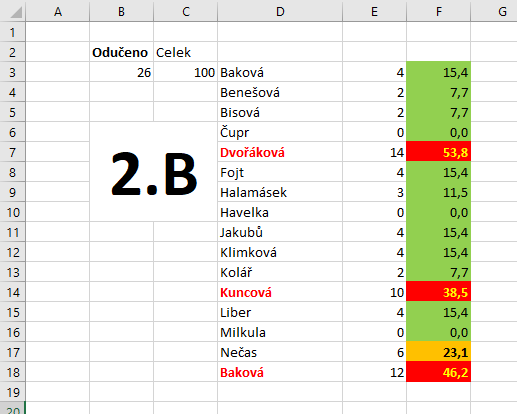 A B C D E F G
1
2 Odučeno Celek
3 26 100 Baková 4 15,4
4 Benešová 2 7,7
5 Bisová 2 7,7
6 Čupr 0 0,0
7 Dvořáková 14 53,8
8 Fojt 4 15,4
9 Halamásek 3 11,5
10 Havelka 0 0,0
11 Jakubů 4 15,4
12 Klimková 4 15,4
13 Kolář 2 7,7
14 Kuncová 10 38,5
15 Liber 4 15,4
16 Milkula 0 0,0
17 Nečas 6 23,1
18 Baková 12 46,2
19
20
2.B